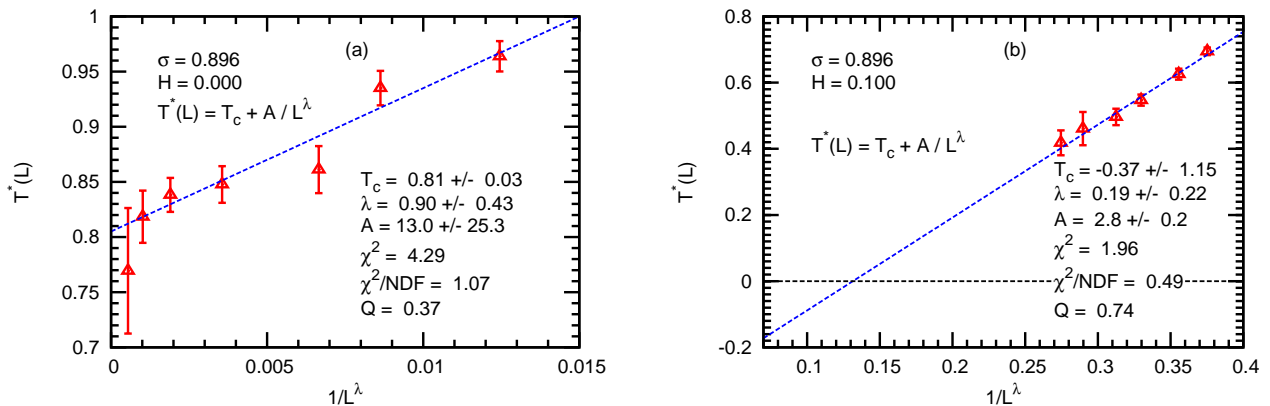 1
0.95
0.9
0.85
0.8
0.75
0.7
T*(L)
(a)
σ = 0.896
H = 0.000
T*(L) = Tc + A / L^λ
Tc = 0.81 +/- 0.03
λ = 0.90 +/- 0.43
A = 13.0 +/- 25.3
χ² = 4.29
χ²/NDF = 1.07
Q = 0.37
0 0.005 0.01 0.015
1/L^λ
0.8
0.6
0.4
0.2
0
-0.2
T*(L)
(b)
σ = 0.896
H = 0.100
T*(L) = Tc + A / L^λ
Tc = -0.37 +/- 1.15
λ = 0.19 +/- 0.22
A = 2.8 +/- 0.2
χ² = 1.96
χ²/NDF = 0.49
Q = 0.74
0.1 0.15 0.2 0.25 0.3 0.35 0.4
1/L^λ